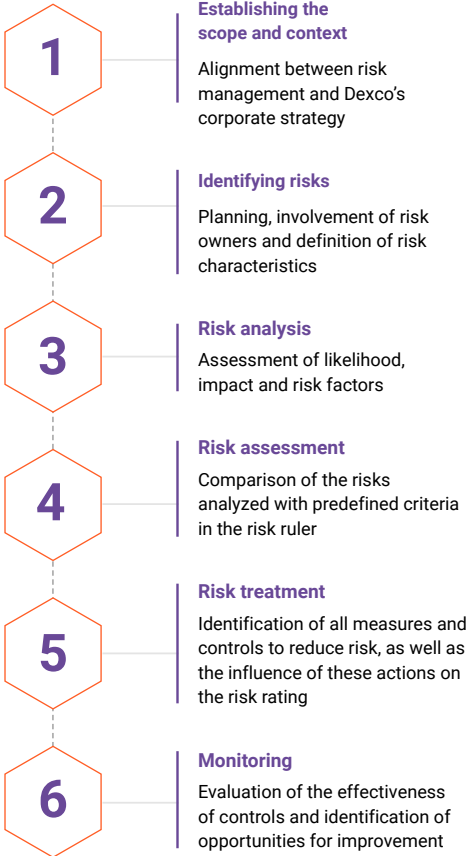 1
Establishing the
scope and context
Alignment between risk
management and Dexco’s
corporate strategy
2
Identifying risks
Planning, involvement of risk
owners and definition of risk
characteristics
3
Risk analysis
Assessment of likelihood,
impact and risk factors
4
Risk assessment
Comparison of the risks
analyzed with predefined criteria
in the risk ruler
5
Risk treatment
Identification of all measures and
controls to reduce risk, as well as
the influence of these actions on
the risk rating
6
Monitoring
Evaluation of the effectiveness
of controls and identification of
opportunities for improvement